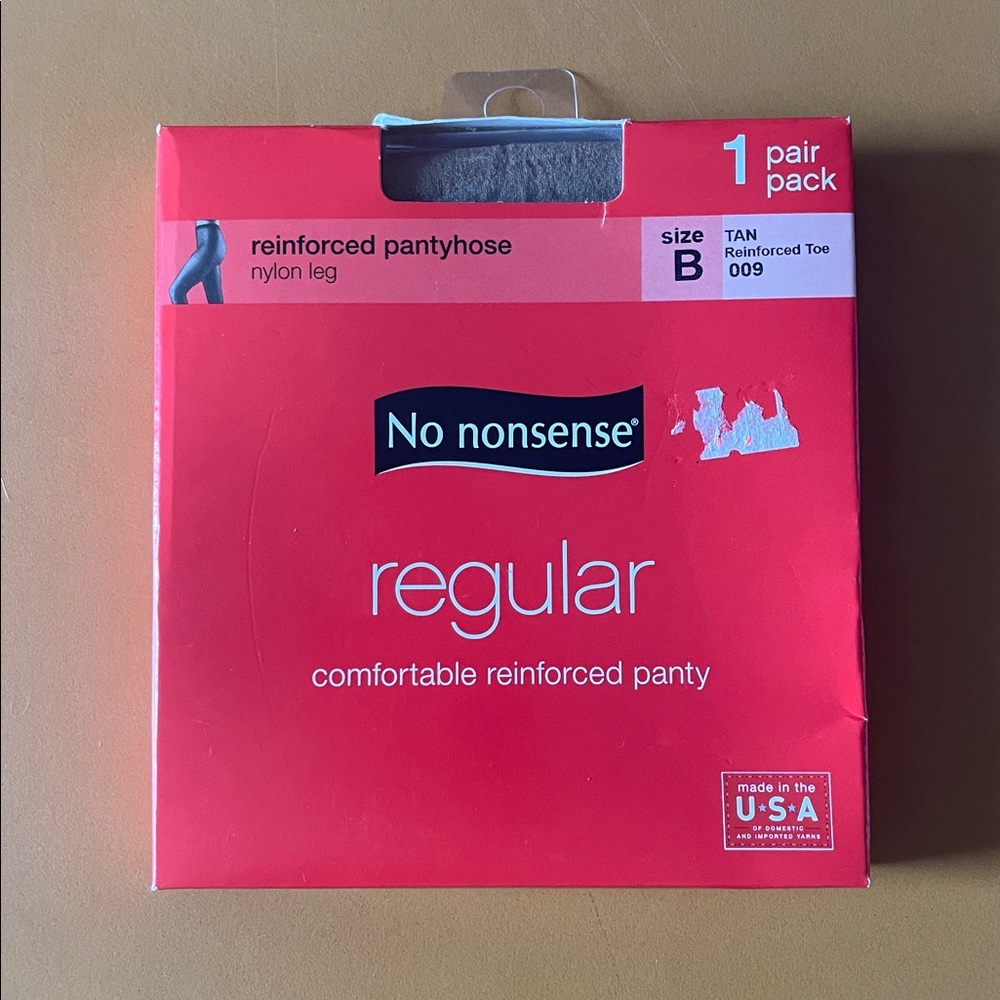 1 pair
pack
reinforced pantyhose
nylon leg
size
B
TAN
Reinforced Toe
009
No nonsense®
regular
comfortable reinforced panty
made in the
U★S★A
OF DOMESTIC
AND IMPORTED YARNS